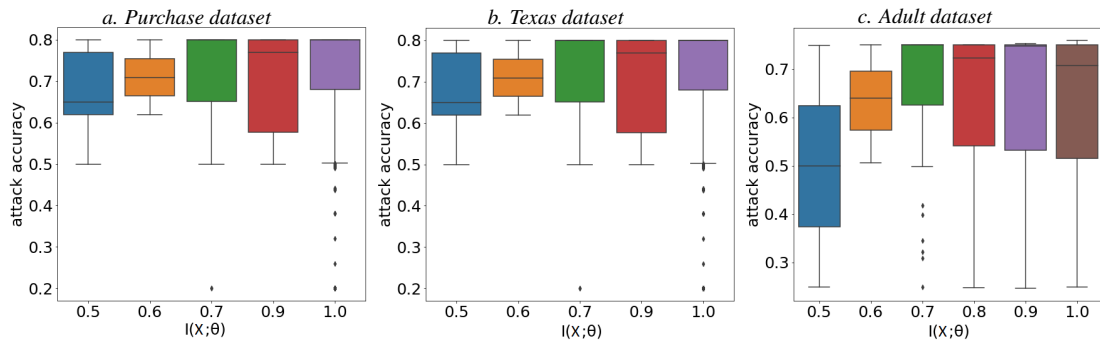 a. Purchase dataset
attack accuracy
0.8
0.7
0.6
0.5
0.4
0.3
0.2
0.5 0.6 0.7 0.9 1.0
I(X;θ)
b. Texas dataset
attack accuracy
0.8
0.7
0.6
0.5
0.4
0.3
0.2
0.5 0.6 0.7 0.9 1.0
I(X;θ)
c. Adult dataset
attack accuracy
0.7
0.6
0.5
0.4
0.3
0.5 0.6 0.7 0.8 0.9 1.0
I(X;θ)